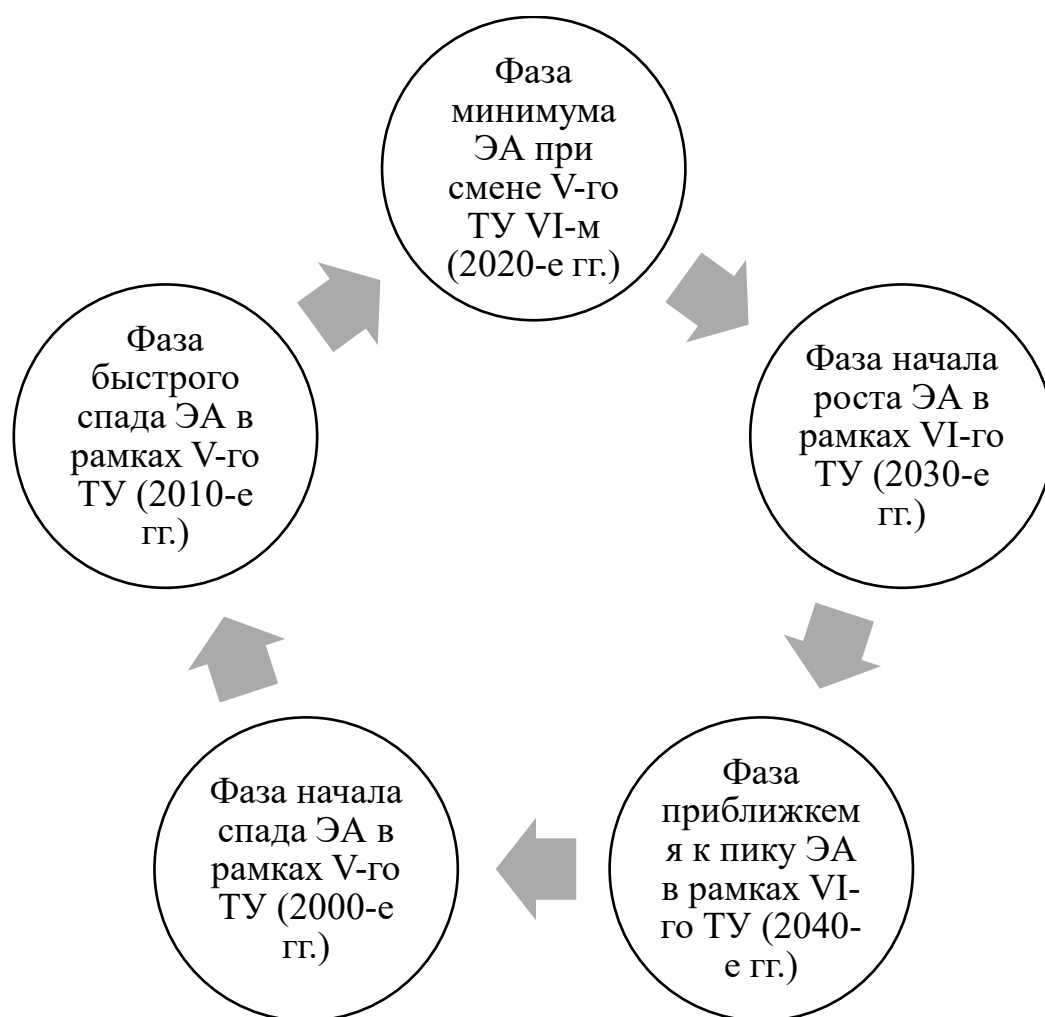 Фаза
минимума
ЭА при
смене V-го
ТУ VI-м
(2020-е гг.)
Фаза начала
роста ЭА в
рамках VI-го
ТУ (2030-е
гг.)
Фаза
приближкем
я к пику ЭА
в рамках VI-
го ТУ (2040-
е гг.)
Фаза начала
спада ЭА в
рамках V-го
ТУ (2000-е
гг.)
Фаза
быстрого
спада ЭА в
рамках V-го
ТУ (2010-е
гг.)